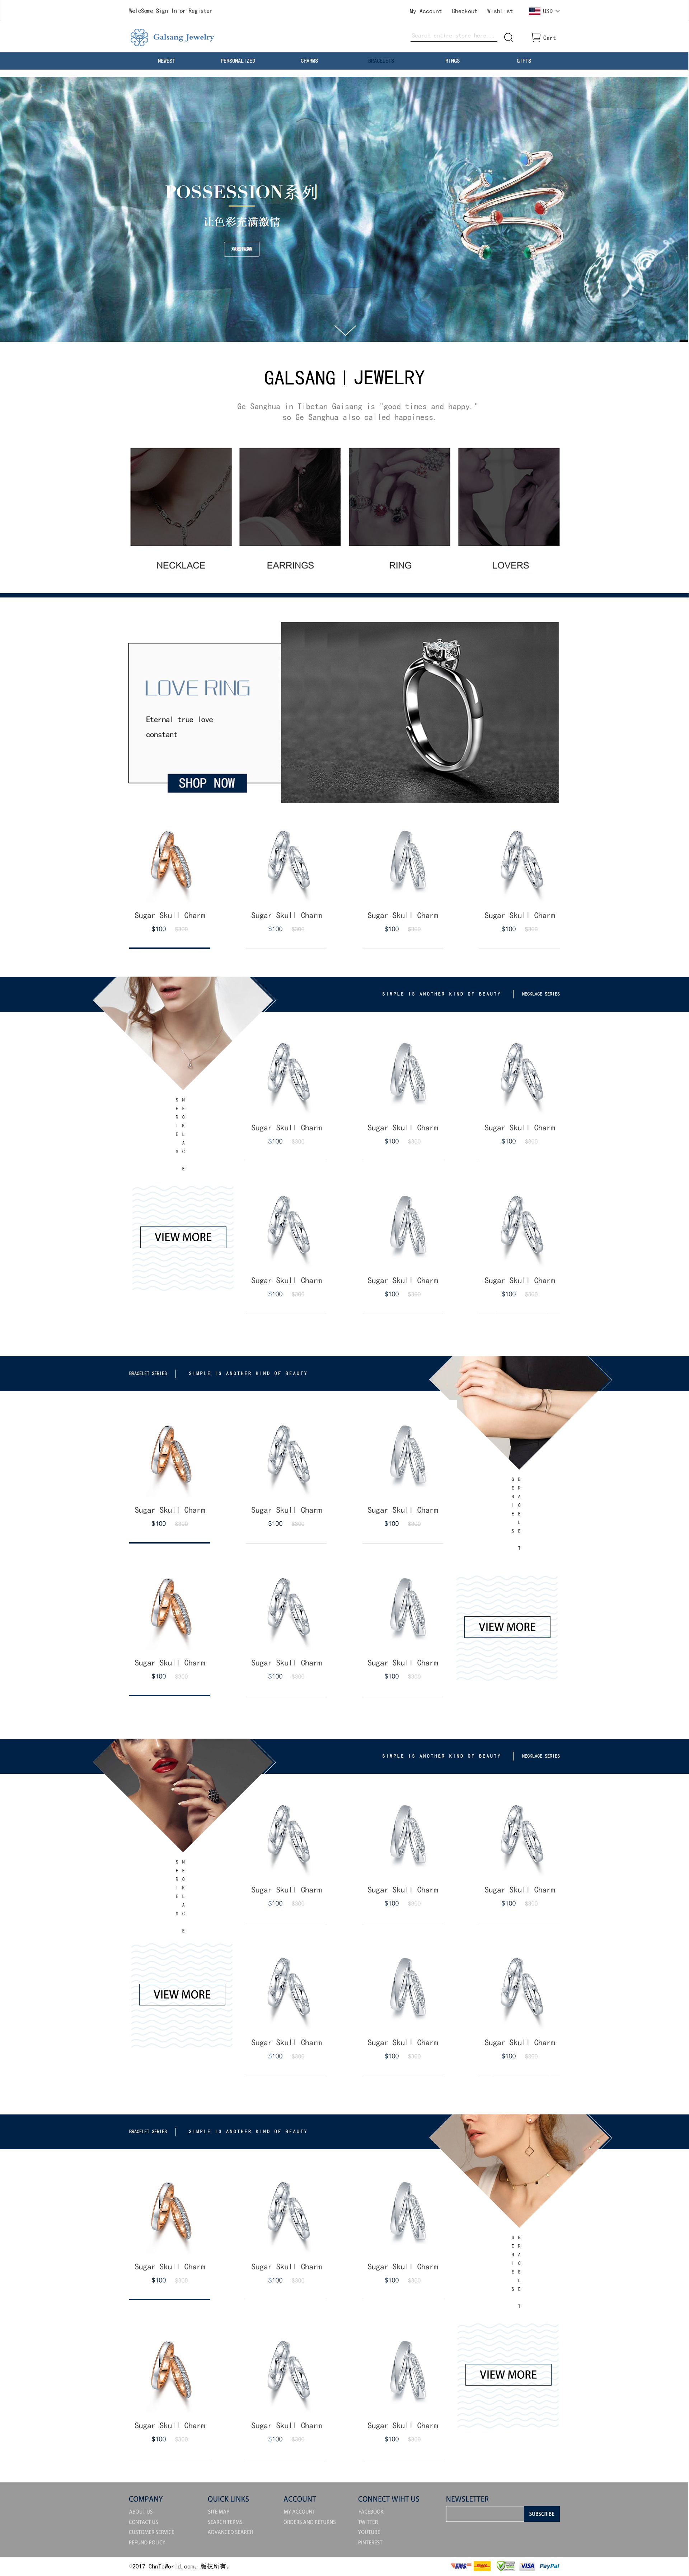 WelcSome Sign In or Register
My Account Checkout Wishlist USD
Galsang Jewelry
Search entire store here
Cart
NEWEST PERSONALIZED CHARMS BRACELETS RINGS GIFTS
POSSESSION系列
让色彩充满激情
GALSANG | JEWELRY
Ge Sanghua in Tibetan Gaisang is "good times and happy."
so Ge Sanghua also called happiness.
NECKLACE EARRINGS RING LOVERS
LOVE RING
Eternal true love
constant
SHOP NOW
Sugar Skull Charm Sugar Skull Charm Sugar Skull Charm Sugar Skull Charm
$100 $300 $100 $300 $100 $300 $100 $300
SIMPLE IS ANOTHER KIND OF BEAUTY | NECKLACE SERIES
Sugar Skull Charm Sugar Skull Charm Sugar Skull Charm
$100 $300 $100 $300 $100 $300
NECKLACE
SERIES
VIEW MORE
Sugar Skull Charm Sugar Skull Charm Sugar Skull Charm
$100 $300 $100 $300 $100 $300
BRACELET SERIES | SIMPLE IS ANOTHER KIND OF BEAUTY
Sugar Skull Charm Sugar Skull Charm Sugar Skull Charm
$100 $300 $100 $300 $100 $300
BRACELET
SERIES
VIEW MORE
Sugar Skull Charm Sugar Skull Charm Sugar Skull Charm
$100 $300 $100 $300 $100 $300
SIMPLE IS ANOTHER KIND OF BEAUTY | NECKLACE SERIES
Sugar Skull Charm Sugar Skull Charm Sugar Skull Charm
$100 $300 $100 $300 $100 $300
NECKLACE
SERIES
VIEW MORE
Sugar Skull Charm Sugar Skull Charm Sugar Skull Charm
$100 $300 $100 $300 $100 $300
BRACELET SERIES | SIMPLE IS ANOTHER KIND OF BEAUTY
Sugar Skull Charm Sugar Skull Charm Sugar Skull Charm
$100 $300 $100 $300 $100 $300
BRACELET
SERIES
VIEW MORE
Sugar Skull Charm Sugar Skull Charm Sugar Skull Charm
$100 $300 $100 $300 $100 $300
COMPANY QUICK LINKS ACCOUNT CONNECT WIHT US NEWSLETTER
ABOUT US SITE MAP MY ACCOUNT FACEBOOK SUBSCRIBE
CONTACT US SEARCH TERMS ORDERS AND RETURNS TWITTER
CUSTOMER SERVICE ADVANCED SEARCH YOUTUBE
REFUND POLICY PINTEREST
©2017 ChnToWorld.com。版权所有。
EMS DHL VISA PayPal